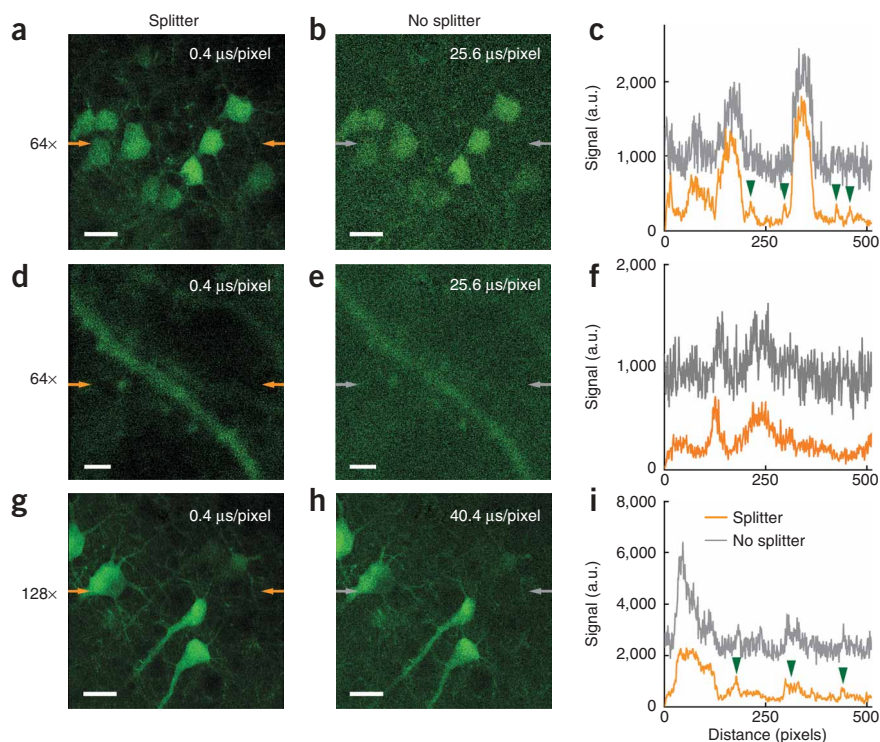 Splitter
No splitter
a
0.4 μs/pixel
64×
b
25.6 μs/pixel
c
Signal (a.u.)
2,000
1,000
0
0
250
500
d
0.4 μs/pixel
64×
e
25.6 μs/pixel
f
Signal (a.u.)
2,000
1,000
0
0
250
500
g
0.4 μs/pixel
128×
h
40.4 μs/pixel
i
Signal (a.u.)
8,000
6,000
4,000
2,000
0
Splitter
No splitter
0
250
500
Distance (pixels)